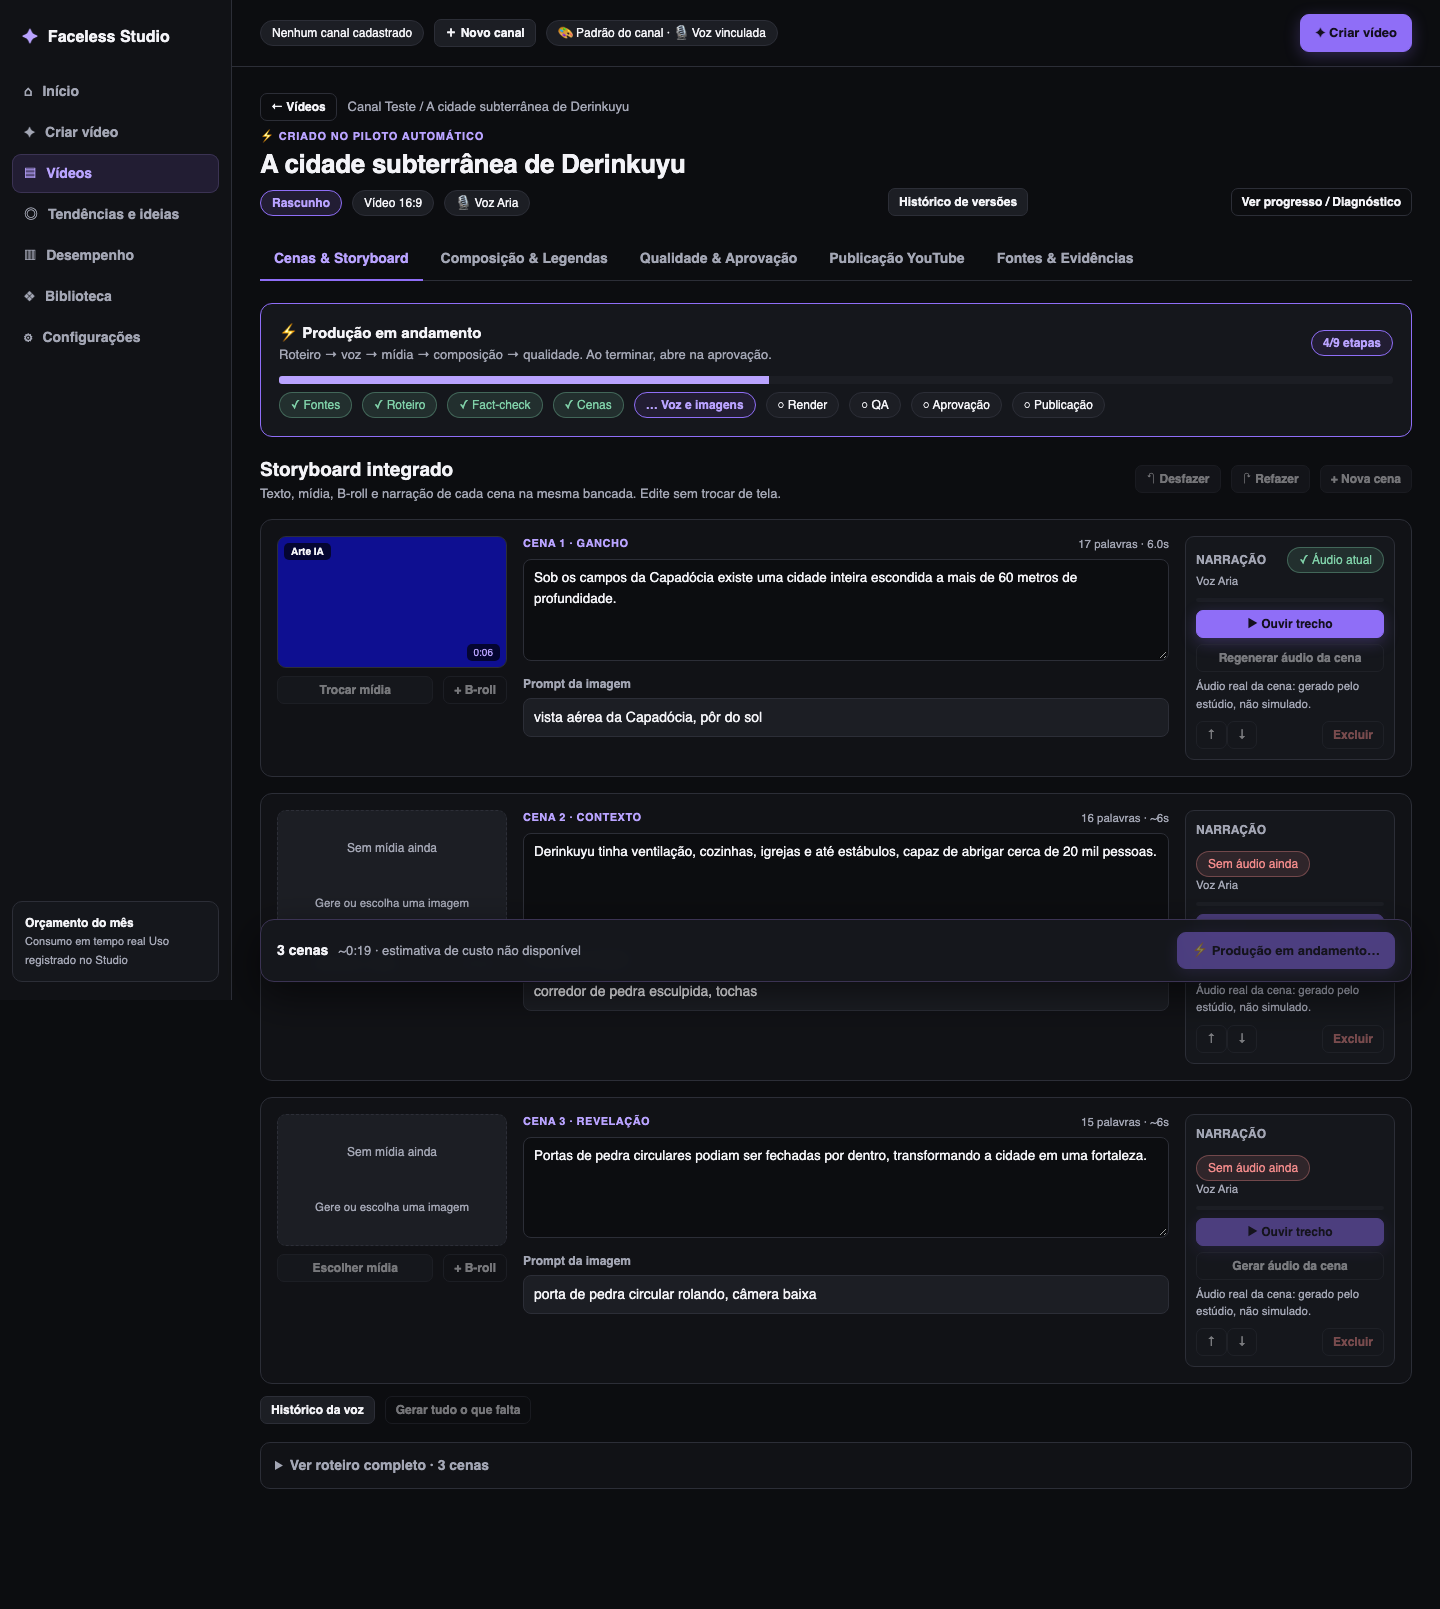 Faceless Studio
Início
Criar vídeo
Vídeos
Tendências e ideias
Desempenho
Biblioteca
Configurações
Orçamento do mês
Consumo em tempo real Uso
registrado no Studio
Nenhum canal cadastrado
+ Novo canal
Padrão do canal · Voz vinculada
Criar vídeo
← Vídeos
Canal Teste / A cidade subterrânea de Derinkuyu
CRIADO NO PILOTO AUTOMÁTICO
A cidade subterrânea de Derinkuyu
Rascunho
Vídeo 16:9
Voz Aria
Histórico de versões
Ver progresso / Diagnóstico
Cenas & Storyboard
Composição & Legendas
Qualidade & Aprovação
Publicação YouTube
Fontes & Evidências
Produção em andamento
Roteiro → voz → mídia → composição → qualidade. Ao terminar, abre na aprovação.
4/9 etapas
✓ Fontes
✓ Roteiro
✓ Fact-check
✓ Cenas
... Voz e imagens
○ Render
○ QA
○ Aprovação
○ Publicação
Storyboard integrado
Texto, mídia, B-roll e narração de cada cena na mesma bancada. Edite sem trocar de tela.
Desfazer
Refazer
+ Nova cena
Arte IA
0:06
Trocar mídia
+ B-roll
CENA 1 · GANCHO
17 palavras · 6.0s
Sob os campos da Capadócia existe uma cidade inteira escondida a mais de 60 metros de
profundidade.
Prompt da imagem
vista aérea da Capadócia, pôr do sol
NARRAÇÃO
✓ Áudio atual
Voz Aria
▶ Ouvir trecho
Regenerar áudio da cena
Áudio real da cena: gerado pelo
estúdio, não simulado.
↑
↓
Excluir
Sem mídia ainda
Gere ou escolha uma imagem
CENA 2 · CONTEXTO
16 palavras · ~6s
Derinkuyu tinha ventilação, cozinhas, igrejas e até estábulos, capaz de abrigar cerca de 20 mil pessoas.
NARRAÇÃO
Sem áudio ainda
Voz Aria
3 cenas
~0:19 · estimativa de custo não disponível
Produção em andamento...
corredor de pedra esculpida, tochas
Áudio real da cena: gerado pelo
estúdio, não simulado.
↑
↓
Excluir
Sem mídia ainda
Gere ou escolha uma imagem
Escolher mídia
+ B-roll
CENA 3 · REVELAÇÃO
15 palavras · ~6s
Portas de pedra circulares podiam ser fechadas por dentro, transformando a cidade em uma fortaleza.
Prompt da imagem
porta de pedra circular rolando, câmera baixa
NARRAÇÃO
Sem áudio ainda
Voz Aria
▶ Ouvir trecho
Gerar áudio da cena
Áudio real da cena: gerado pelo
estúdio, não simulado.
↑
↓
Excluir
Histórico da voz
Gerar tudo o que falta
▶ Ver roteiro completo · 3 cenas